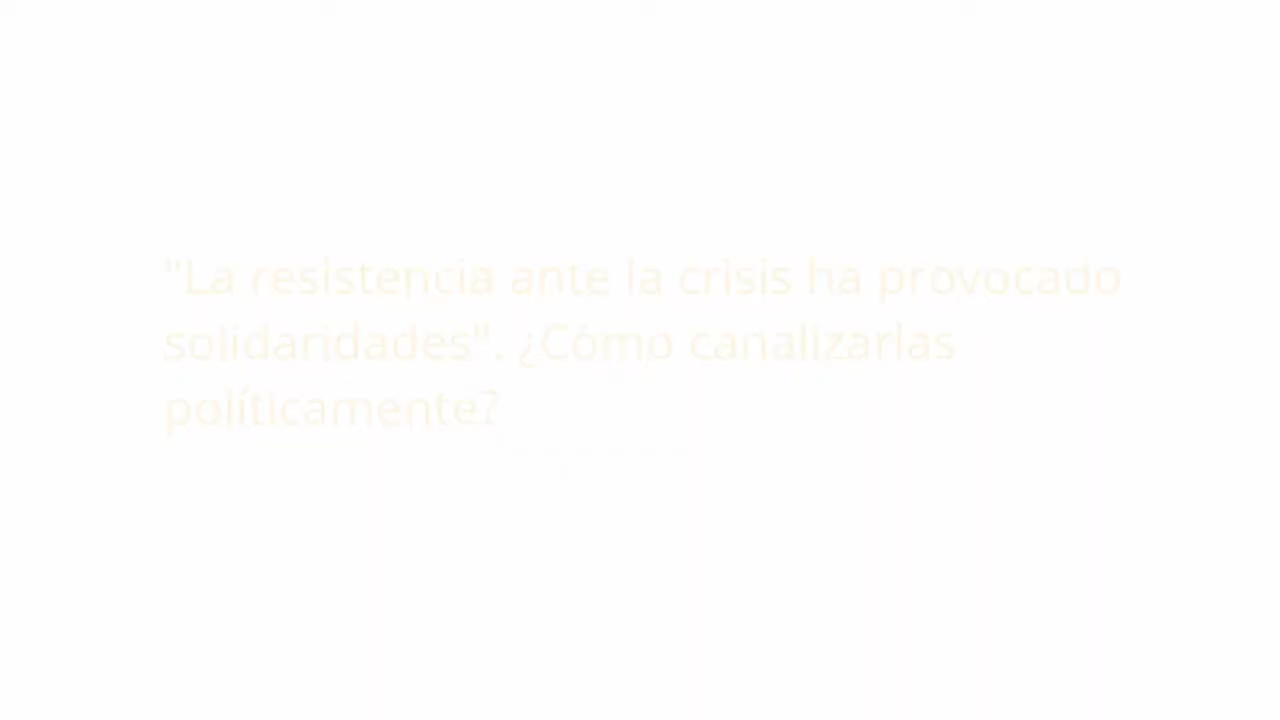 "La resistencia ante la crisis ha provocado
solidaridades". ¿Cómo canalizarlas
políticamente?